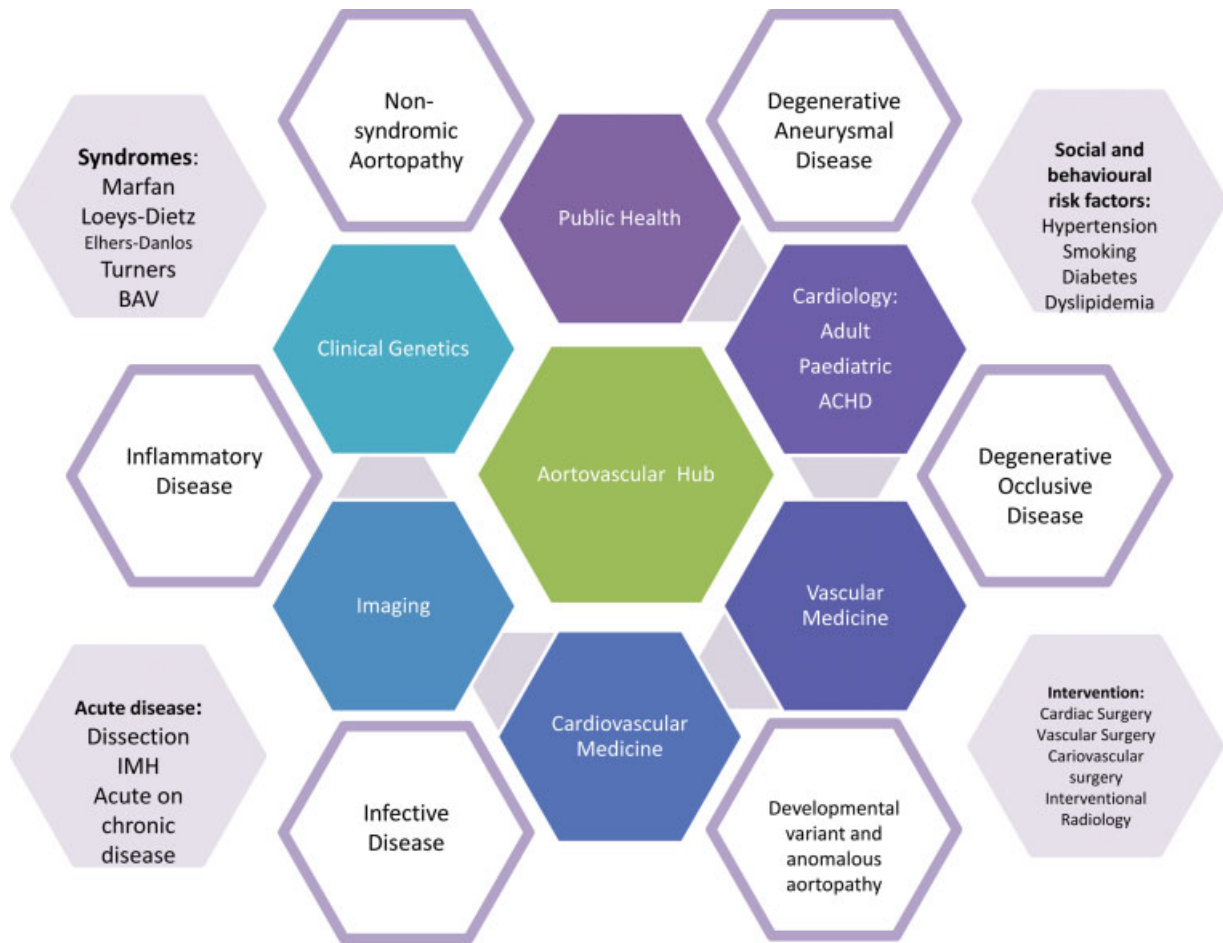 Non-
syndromic
Aortopathy
Degenerative
Aneurysmal
Disease
Syndromes:
Marfan
Loeys-Dietz
Elhers-Danlos
Turners
BAV
Public Health
Social and
behavioural
risk factors:
Hypertension
Smoking
Diabetes
Dyslipidemia
Clinical Genetics
Cardiology:
Adult
Paediatric
ACHD
Inflammatory
Disease
Aortovascular Hub
Degenerative
Occlusive
Disease
Imaging
Vascular
Medicine
Acute disease:
Dissection
IMH
Acute on
chronic
disease
Cardiovascular
Medicine
Intervention:
Cardiac Surgery
Vascular Surgery
Cariovascular
surgery
Interventional
Radiology
Infective
Disease
Developmental
variant and
anomalous
aortopathy